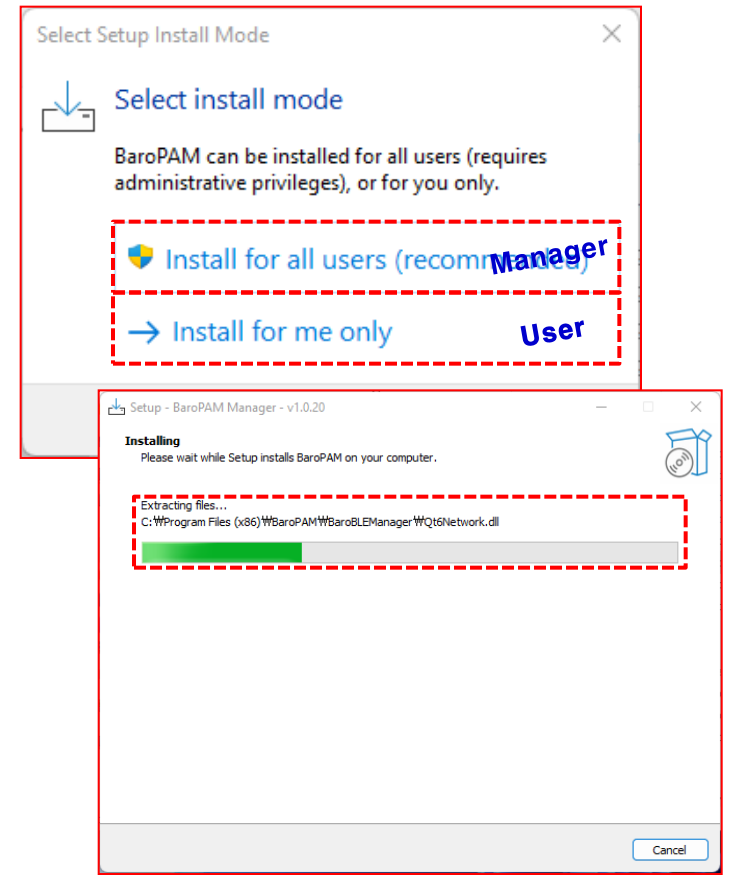 Select Setup Install Mode
Select install mode
BaroPAM can be installed for all users (requires
administrative privileges), or for you only.
Install for all users (recommended)
Manager
Install for me only
User
Setup - BaroPAM Manager - v1.0.20
Installing
Please wait while Setup installs BaroPAM on your computer.
Extracting files...
C:₩Program Files (x86)₩BaroPAM₩BaroBLEManager₩Qt6Network.dll
Cancel